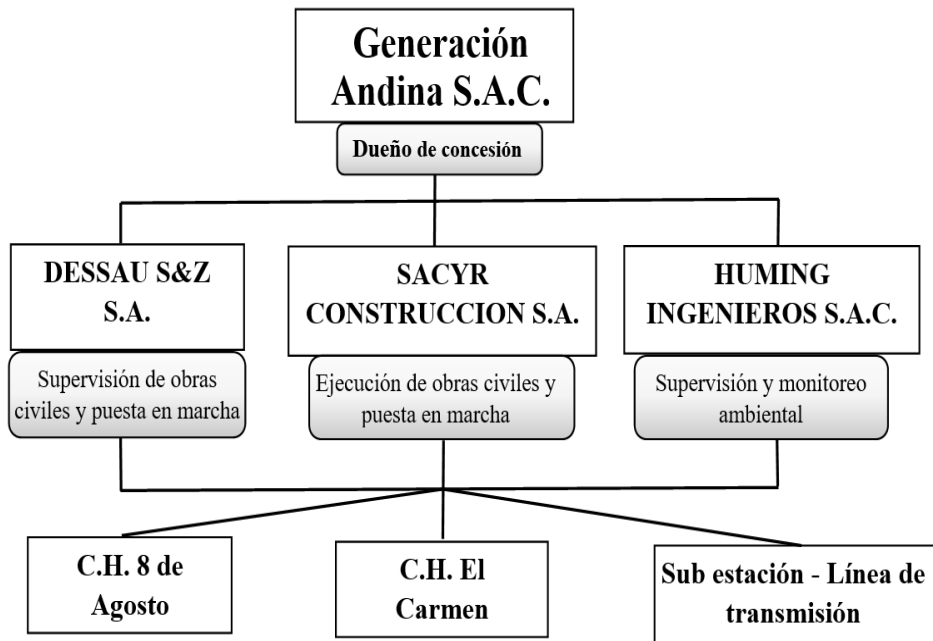 Generación
Andina S.A.C.
Dueño de concesión
DESSAU S&Z
S.A.
Supervisión de obras
civiles y puesta en marcha
SACYR
CONSTRUCCION S.A.
Ejecución de obras civiles y
puesta en marcha
HUMING
INGENIEROS S.A.C.
Supervisión y monitoreo
ambiental
C.H. 8 de
Agosto
C.H. El
Carmen
Sub estación - Línea de
transmisión